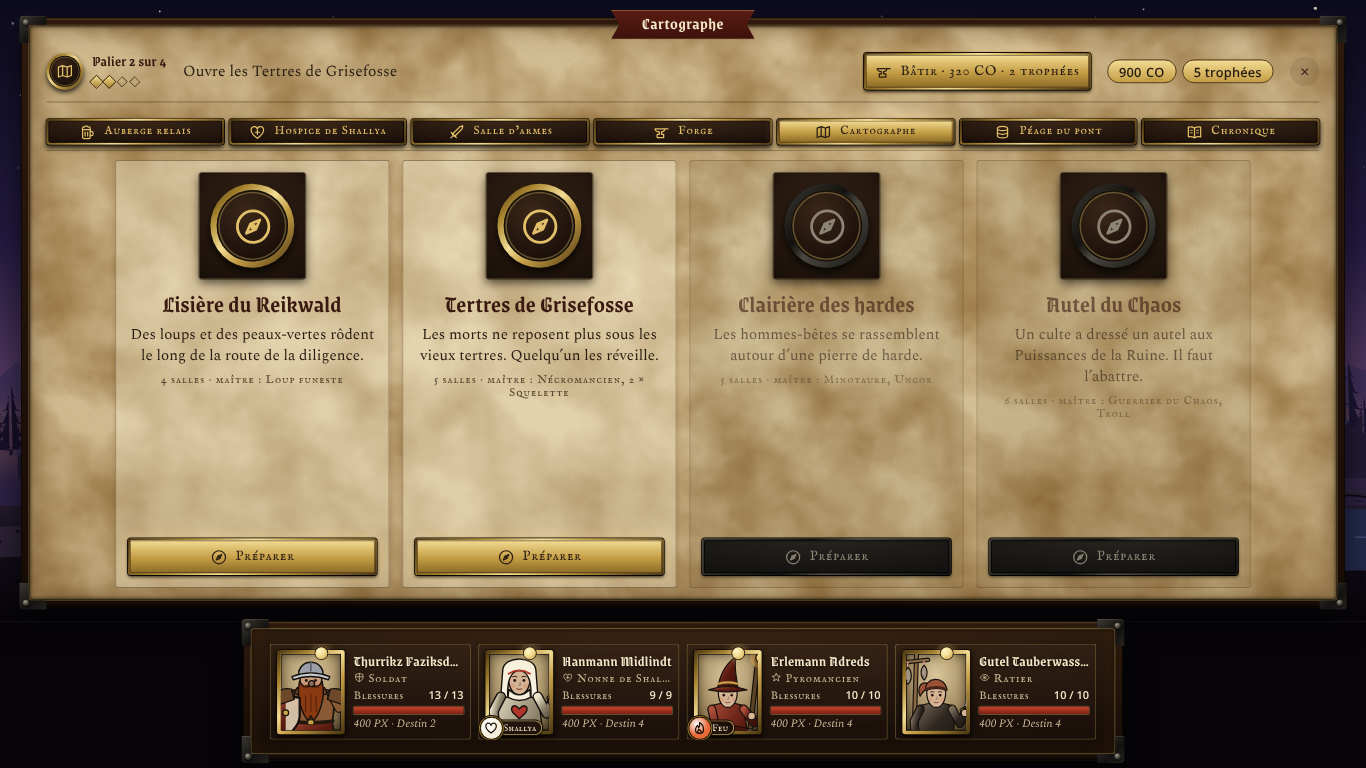 Cartographe
Palier 2 sur 4
Ouvre les Tertres de Grisefosse
Bâtir · 320 CO · 2 trophées
900 CO
5 trophées
×
Auberge relais
Hospice de Shallya
Salle d'armes
Forge
Cartographe
Péage du pont
Chronique
Lisière du Reikwald
Des loups et des peaux-vertes rôdent
le long de la route de la diligence.
4 salles · maître : Loup funeste
Préparer
Tertres de Grisefosse
Les morts ne reposent plus sous les
vieux tertres. Quelqu'un les réveille.
5 salles · maître : Nécromancien, 2 ×
Squelette
Préparer
Clairière des hardes
Les hommes-bêtes se rassemblent
autour d'une pierre de harde.
5 salles · maître : Minotaure, Ungor
Préparer
Autel du Chaos
Un culte a dressé un autel aux
Puissances de la Ruine. Il faut
l'abattre.
6 salles · maître : Guerrier du Chaos,
Troll
Préparer
Thurrikz Faziksd...
Soldat
Blessures 13 / 13
400 PX · Destin 2
Hanmann Midlindt
Nonne de Shal...
Blessures 9 / 9
400 PX · Destin 4
Shallya
Erlemann Adreds
Pyromancien
Blessures 10 / 10
400 PX · Destin 4
Feu
Gutel Tauberwass...
Ratier
Blessures 10 / 10
400 PX · Destin 4